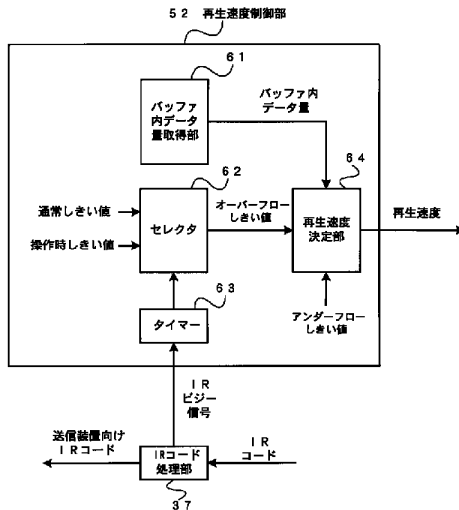 ５２ 再生速度制御部
６１
バッファ
内データ
量取得部
バッファ内
データ量
６２
６４
通常しきい値
操作時しきい値
セレクタ
オーバーフロー
しきい値
再生速度
決定部
再生速度
６３
タイマー
アンダーフロー
しきい値
ＩＲ
ビジー
信号
送信装置向け
ＩＲコード
IRコード
処理部
ＩＲ
コード
３７